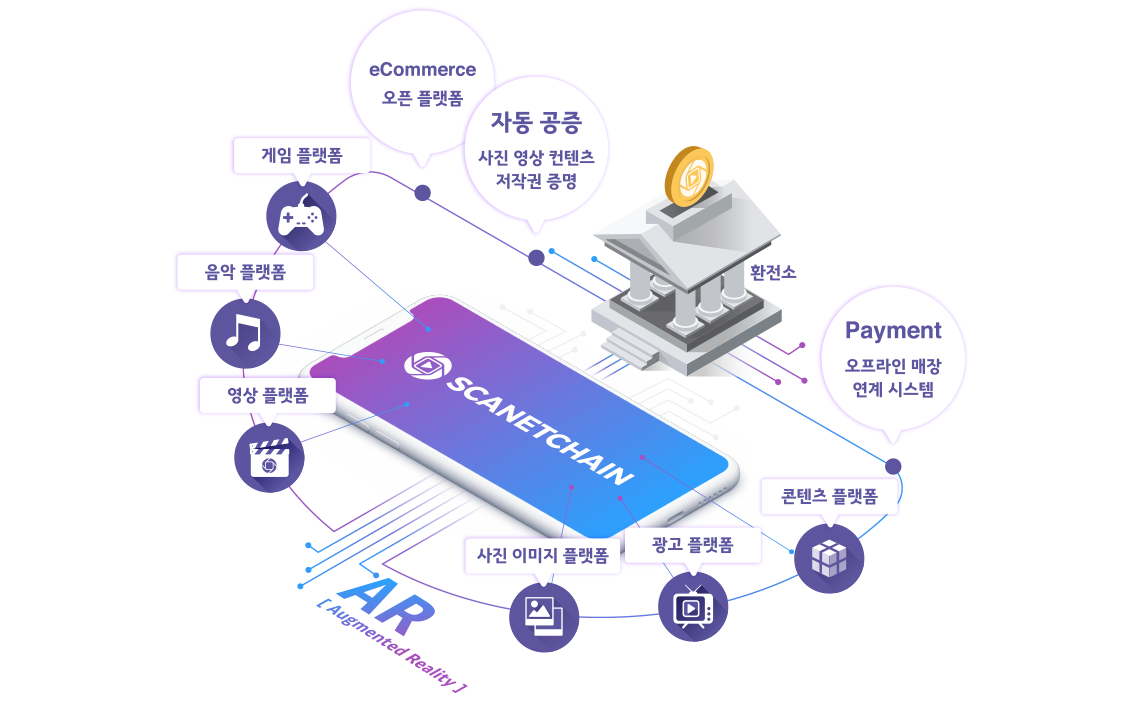 eCommerce
오픈 플랫폼
자동 공증
사진 영상 컨텐츠
저작권 증명
게임 플랫폼
음악 플랫폼
환전소
Payment
오프라인 매장
연계 시스템
영상 플랫폼
SCANETCHAIN
콘텐츠 플랫폼
사진 이미지 플랫폼
광고 플랫폼
AR
[ Augmented Reality ]